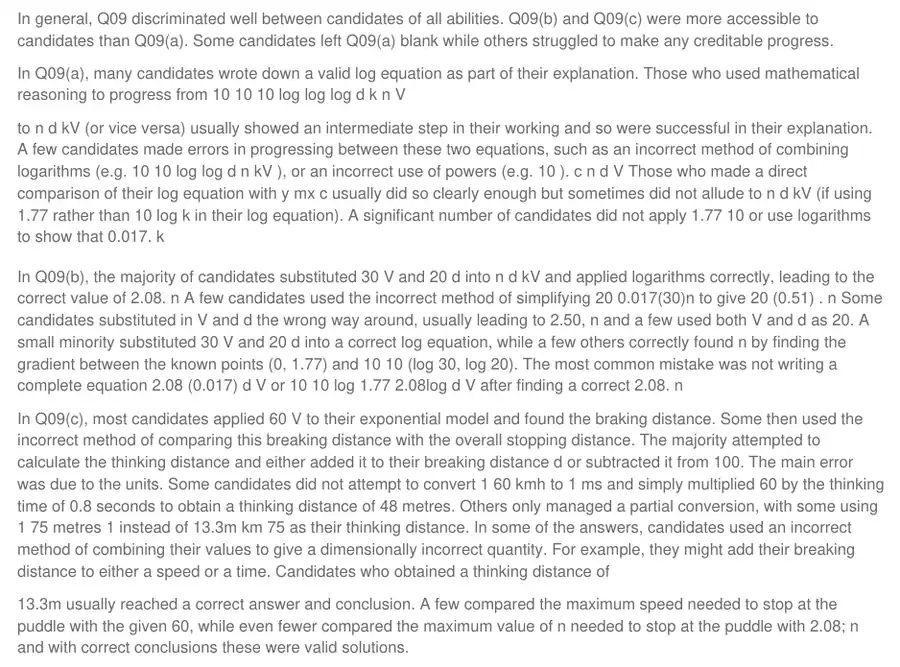 In general, Q09 discriminated well between candidates of all abilities. Q09(b) and Q09(c) were more accessible to
candidates than Q09(a). Some candidates left Q09(a) blank while others struggled to make any creditable progress.
In Q09(a), many candidates wrote down a valid log equation as part of their explanation. Those who used mathematical
reasoning to progress from 10 10 10 log log log d k n V
to n d kV (or vice versa) usually showed an intermediate step in their working and so were successful in their explanation.
A few candidates made errors in progressing between these two equations, such as an incorrect method of combining
logarithms (e.g. 10 10 log log d n kV ), or an incorrect use of powers (e.g. 10 ). c n d V Those who made a direct
comparison of their log equation with y mx c usually did so clearly enough but sometimes did not allude to n d kV (if using
1.77 rather than 10 log k in their log equation). A significant number of candidates did not apply 1.77 10 or use logarithms
to show that 0.017. k
In Q09(b), the majority of candidates substituted 30 V and 20 d into n d kV and applied logarithms correctly, leading to the
correct value of 2.08. n A few candidates used the incorrect method of simplifying 20 0.017(30)n to give 20 (0.51) . n Some
candidates substituted in V and d the wrong way around, usually leading to 2.50, n and a few used both V and d as 20. A
small minority substituted 30 V and 20 d into a correct log equation, while a few others correctly found n by finding the
gradient between the known points (0, 1.77) and 10 10 (log 30, log 20). The most common mistake was not writing a
complete equation 2.08 (0.017) d V or 10 10 log 1.77 2.08log d V after finding a correct 2.08. n
In Q09(c), most candidates applied 60 V to their exponential model and found the braking distance. Some then used the
incorrect method of comparing this breaking distance with the overall stopping distance. The majority attempted to
calculate the thinking distance and either added it to their breaking distance d or subtracted it from 100. The main error
was due to the units. Some candidates did not attempt to convert 1 60 kmh to 1 ms and simply multiplied 60 by the thinking
time of 0.8 seconds to obtain a thinking distance of 48 metres. Others only managed a partial conversion, with some using
1 75 metres 1 instead of 13.3m km 75 as their thinking distance. In some of the answers, candidates used an incorrect
method of combining their values to give a dimensionally incorrect quantity. For example, they might add their breaking
distance to either a speed or a time. Candidates who obtained a thinking distance of
13.3m usually reached a correct answer and conclusion. A few compared the maximum speed needed to stop at the
puddle with the given 60, while even fewer compared the maximum value of n needed to stop at the puddle with 2.08; n
and with correct conclusions these were valid solutions.